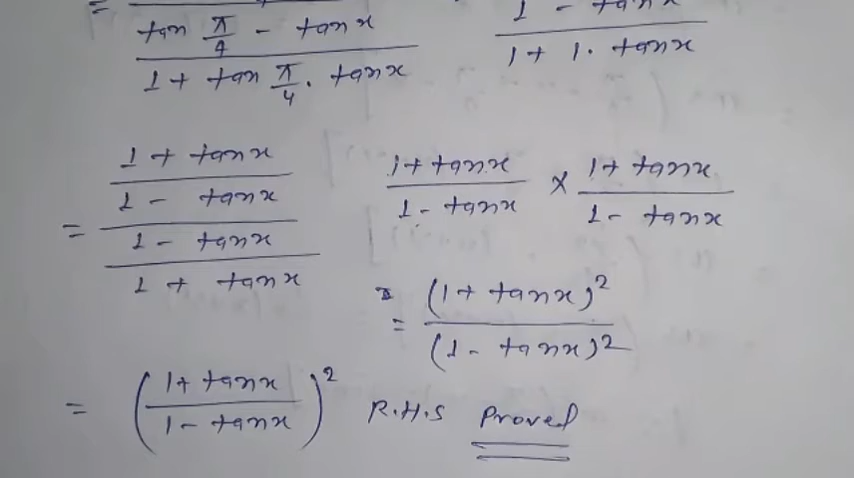 =
tan π/4 - tan x
1 + tan π/4 . tan x
1 - tan x
1 + 1. tan x
= ((1 + tan x)/(1 - tan x))/((1 - tan x)/(1 + tan x))
(1 + tan x)/(1 - tan x) × (1 + tan x)/(1 - tan x)
= (1 + tan x)²/(1 - tan x)²
= ((1 + tan x)/(1 - tan x))² R.H.S Proved